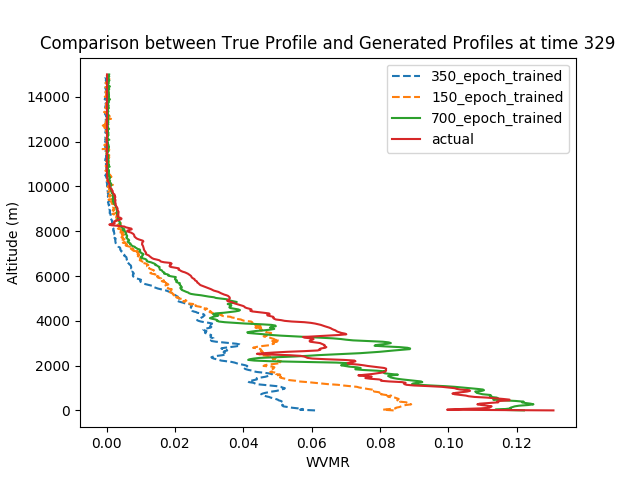 Comparison between True Profile and Generated Profiles at time 329
350_epoch_trained
150_epoch_trained
700_epoch_trained
actual
Altitude (m)
14000
12000
10000
8000
6000
4000
2000
0
0.00 0.02 0.04 0.06 0.08 0.10 0.12
WVMR